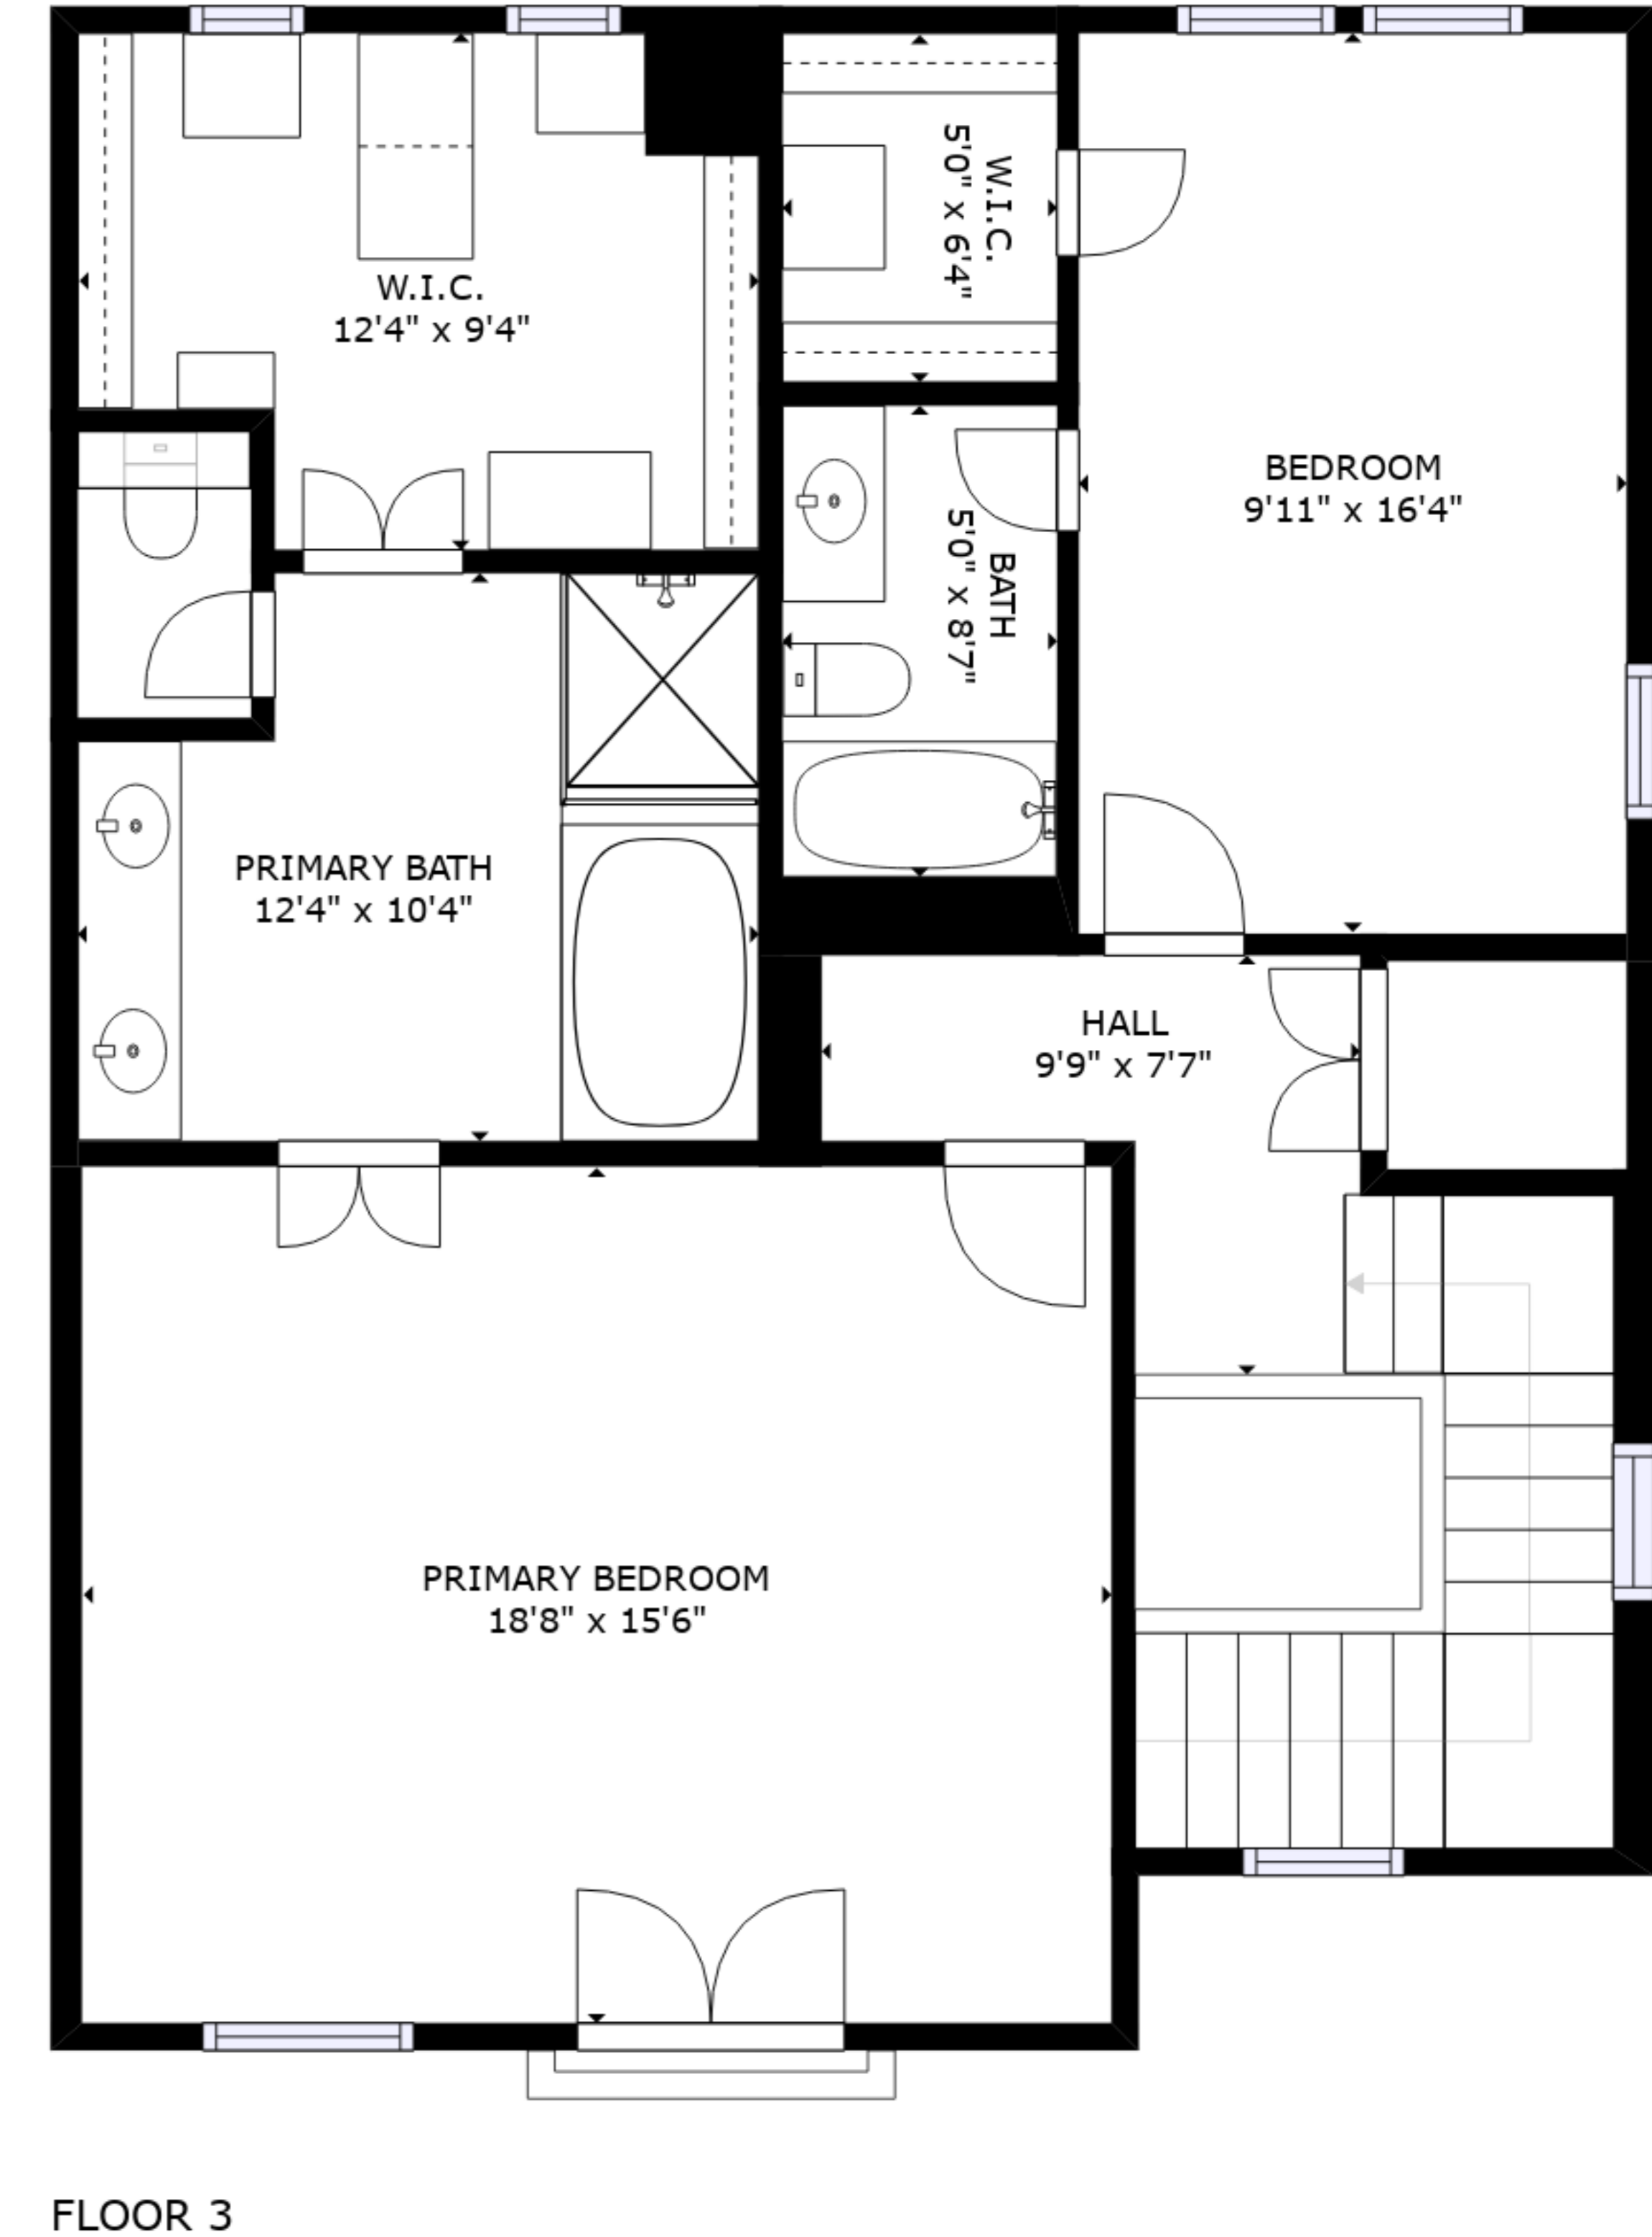 W.I.C.
12'4" x 9'4"
W.I.C.
5'0" x 6'4"
BEDROOM
9'11" x 16'4"
BATH
5'0" x 8'7"
PRIMARY BATH
12'4" x 10'4"
HALL
9'9" x 7'7"
PRIMARY BEDROOM
18'8" x 15'6"
FLOOR 3